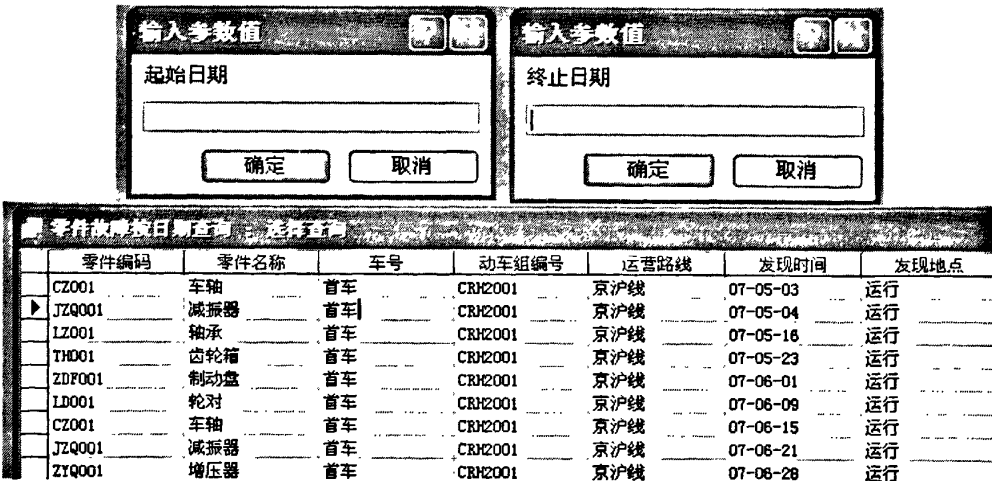 输入参数值 输入参数值
起始日期 终止日期
确定 取消 确定 取消
零件故障按日期查询 : 选择查询
零件编码 零件名称 车号 动车组编号 运营路线 发现时间 发现地点
CZ001 车轴 首车 CRH2001 京沪线 07-05-03 运行
JZQ001 减振器 首车 CRH2001 京沪线 07-05-04 运行
LZ001 轴承 首车 CRH2001 京沪线 07-05-16 运行
TH001 齿轮箱 首车 CRH2001 京沪线 07-05-23 运行
ZDF001 制动盘 首车 CRH2001 京沪线 07-06-01 运行
LD001 轮对 首车 CRH2001 京沪线 07-06-09 运行
CZ001 车轴 首车 CRH2001 京沪线 07-06-15 运行
JZQ001 减振器 首车 CRH2001 京沪线 07-06-21 运行
ZYQ001 增压器 首车 CRH2001 京沪线 07-06-28 运行